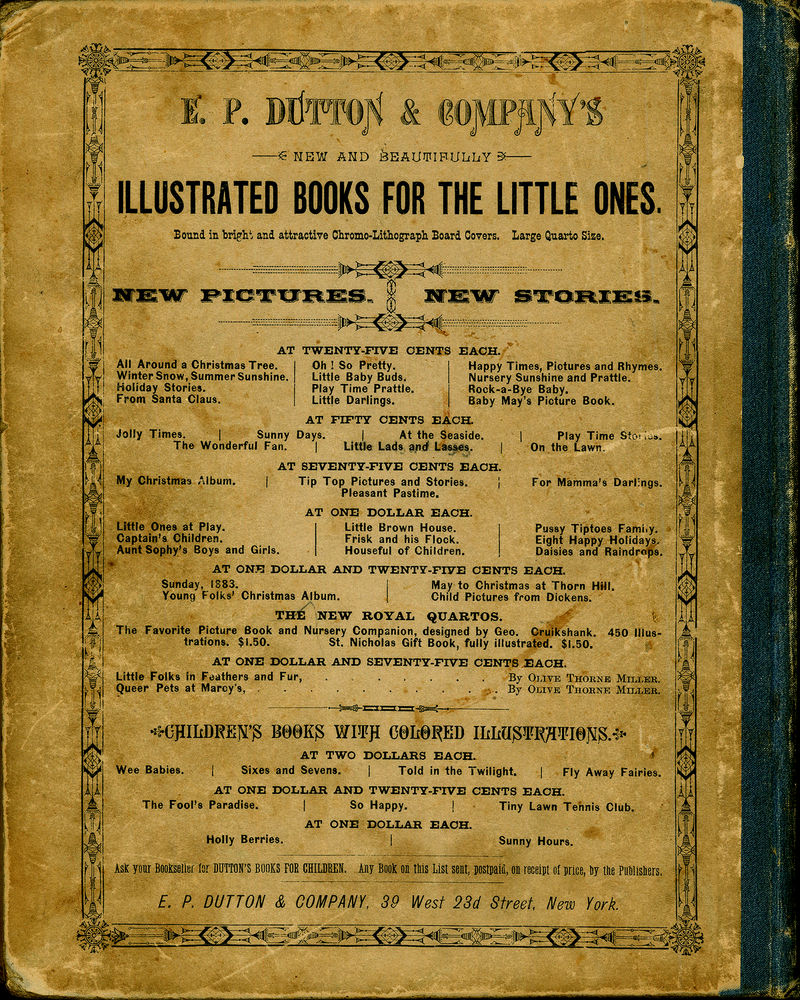 E. P. DUTTON & COMPANY'S
NEW AND BEAUTIFULLY
ILLUSTRATED BOOKS FOR THE LITTLE ONES.
Bound in bright and attractive Chromo-Lithograph Board Covers. Large Quarto Size.
NEW PICTURES. NEW STORIES.
AT TWENTY-FIVE CENTS EACH.
All Around a Christmas Tree. | Oh! So Pretty. | Happy Times, Pictures and Rhymes.
Winter Snow, Summer Sunshine. | Little Baby Buds. | Nursery Sunshine and Prattle.
Holiday Stories. | Play Time Prattle. | Rock-a-Bye Baby.
From Santa Claus. | Little Darlings. | Baby May's Picture Book.
AT FIFTY CENTS EACH.
Jolly Times. | Sunny Days. | At the Seaside. | Play Time Stories.
The Wonderful Fan. | Little Lads and Lasses. | On the Lawn.
AT SEVENTY-FIVE CENTS EACH.
My Christmas Album. | Tip Top Pictures and Stories. | For Mamma's Darlings.
Pleasant Pastime.
AT ONE DOLLAR EACH.
Little Ones at Play. | Little Brown House. | Pussy Tiptoes Family.
Captain's Children. | Frisk and his Flock. | Eight Happy Holidays.
Aunt Sophy's Boys and Girls. | Houseful of Children. | Daisies and Raindrops.
AT ONE DOLLAR AND TWENTY-FIVE CENTS EACH.
Sunday, 1883. | May to Christmas at Thorn Hill.
Young Folks' Christmas Album. | Child Pictures from Dickens.
THE NEW ROYAL QUARTOS.
The Favorite Picture Book and Nursery Companion, designed by Geo. Cruikshank. 450 Illus-
trations. $1.50. St. Nicholas Gift Book, fully illustrated. $1.50.
AT ONE DOLLAR AND SEVENTY-FIVE CENTS EACH.
Little Folks in Feathers and Fur, . . . . . . . By OLIVE THORNE MILLER.
Queer Pets at Marcy's, . . . . . . . . . . By OLIVE THORNE MILLER.
CHILDREN'S BOOKS WITH COLORED ILLUSTRATIONS.
AT TWO DOLLARS EACH.
Wee Babies. | Sixes and Sevens. | Told in the Twilight. | Fly Away Fairies.
AT ONE DOLLAR AND TWENTY-FIVE CENTS EACH.
The Fool's Paradise. | So Happy. | Tiny Lawn Tennis Club.
AT ONE DOLLAR EACH.
Holly Berries. | Sunny Hours.
Ask your Bookseller for DUTTON'S BOOKS FOR CHILDREN. Any Book on this List sent, postpaid, on receipt of price, by the Publishers.
E. P. DUTTON & COMPANY, 39 West 23d Street, New York.